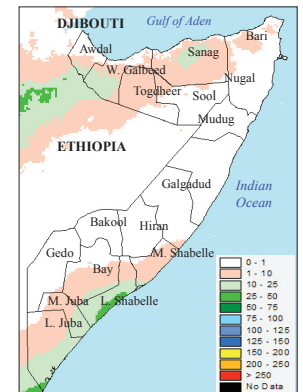 DJIBOUTI
Gulf of Aden
Bari
Awdal
Sanag
W. Galbeed
Nugal
Togdheer
Sool
Mudug
ETHIOPIA
Galgadud
Indian
Ocean
Bakool
Hiran
Gedo
M. Shabelle
Bay
M. Juba
L. Shabelle
L. Juba
0 - 1
1 - 10
10 - 25
25 - 50
50 - 75
75 - 100
100 - 125
125 - 150
150 - 200
200 - 250
> 250
No Data